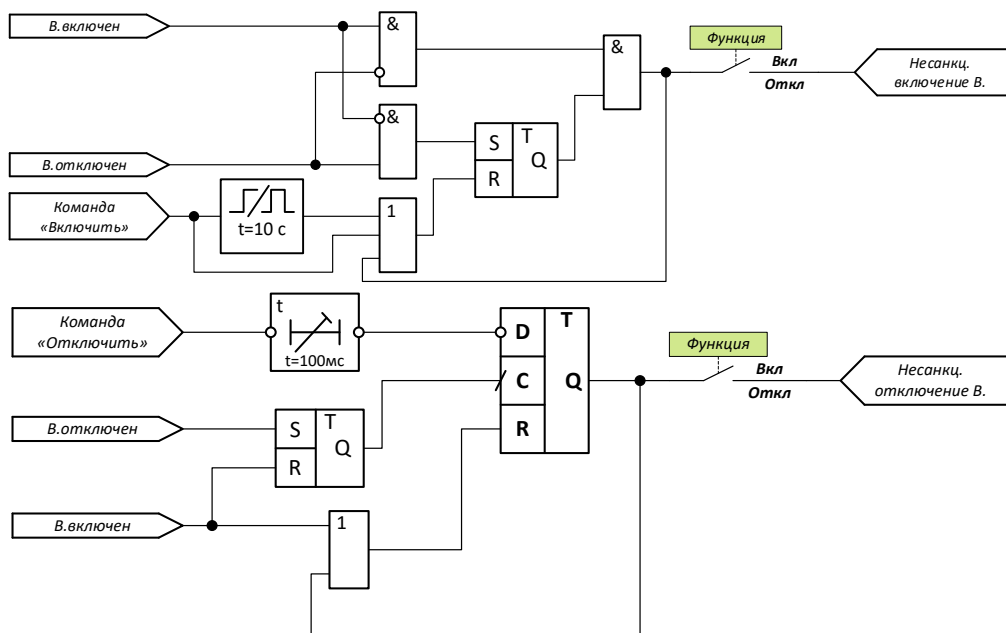 В.включен
&
&
Функция
Вкл
Откл
Несанкц.
включение В.
&
В.отключен
S
T
Q
R
Команда
«Включить»
t=10 с
1
Команда
«Отключить»
t
t=100мс
D
T
C
Q
R
Функция
Вкл
Откл
Несанкц.
отключение В.
В.отключен
S
T
Q
R
В.включен
1